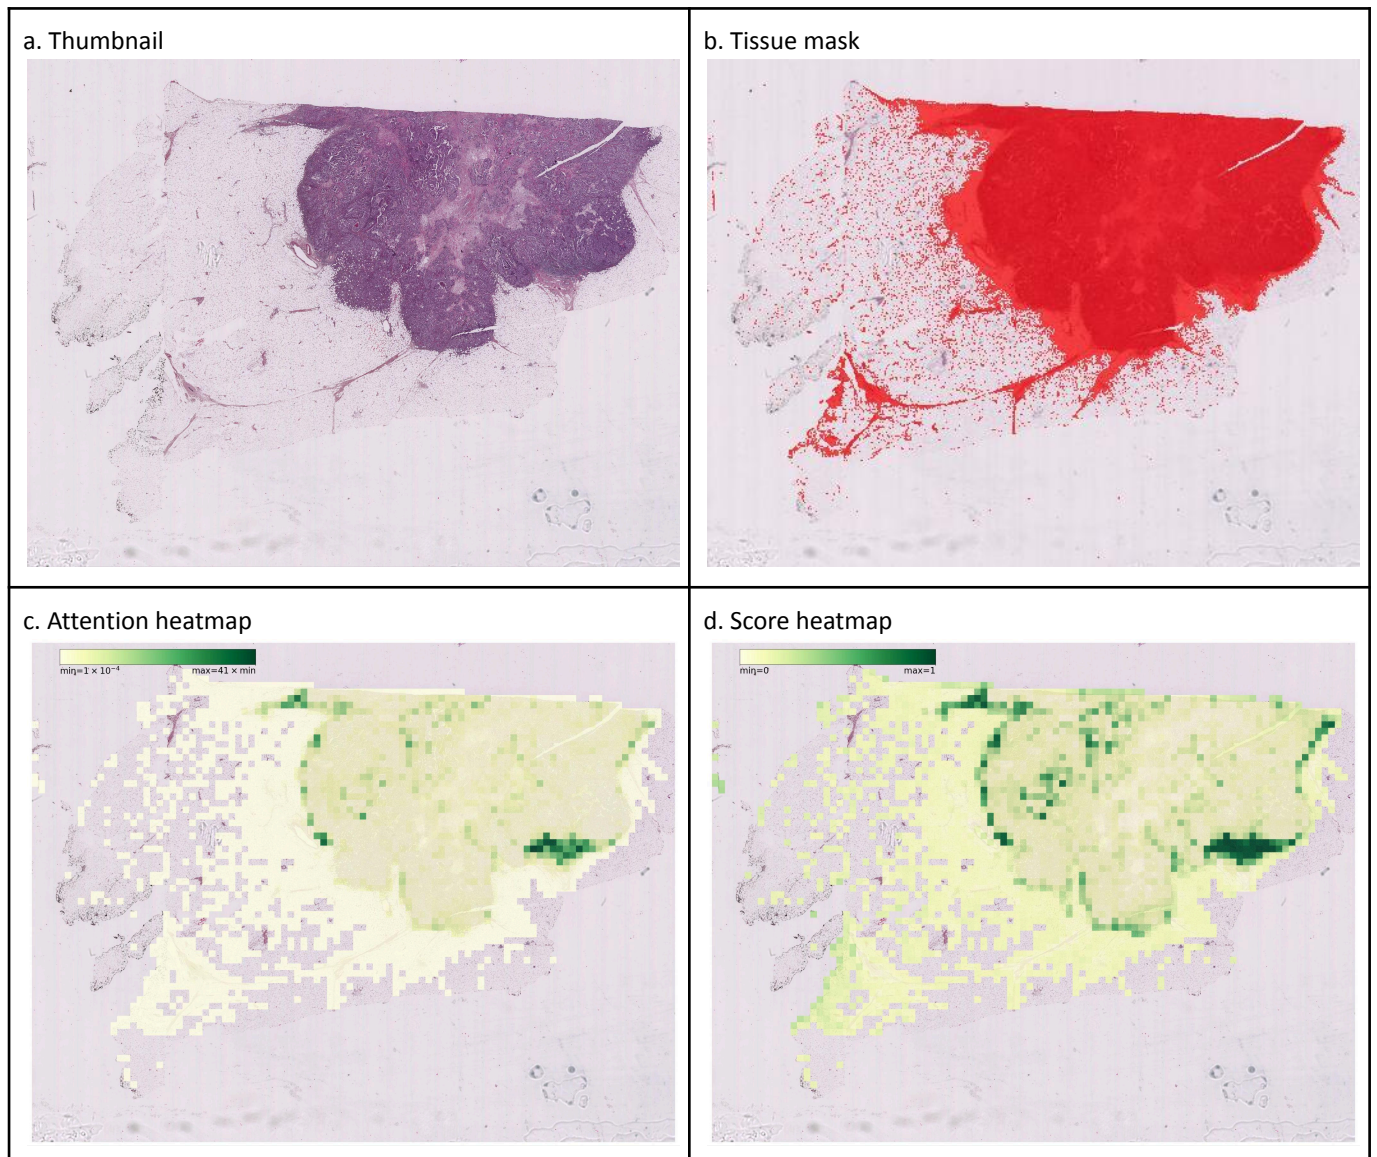 a. Thumbnail
b. Tissue mask
c. Attention heatmap
min=1 × 10⁻⁴ max=41 × min
d. Score heatmap
min=0 max=1